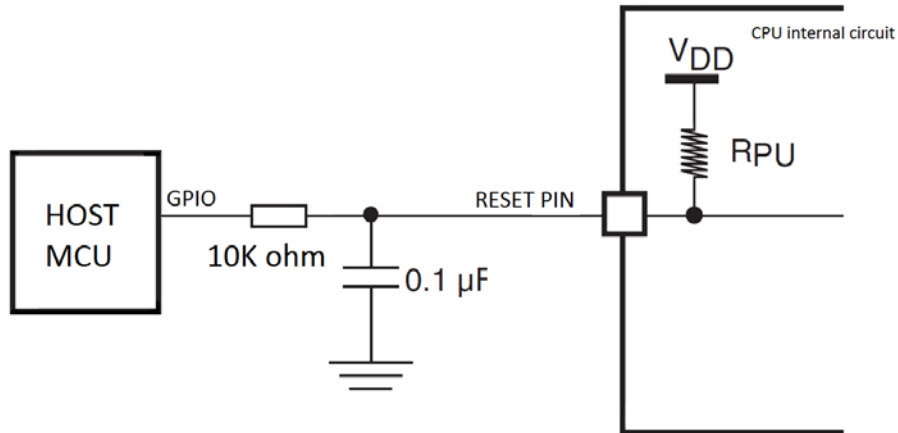 CPU internal circuit
VDD
RPU
HOST
MCU
GPIO
10K ohm
0.1 µF
RESET PIN